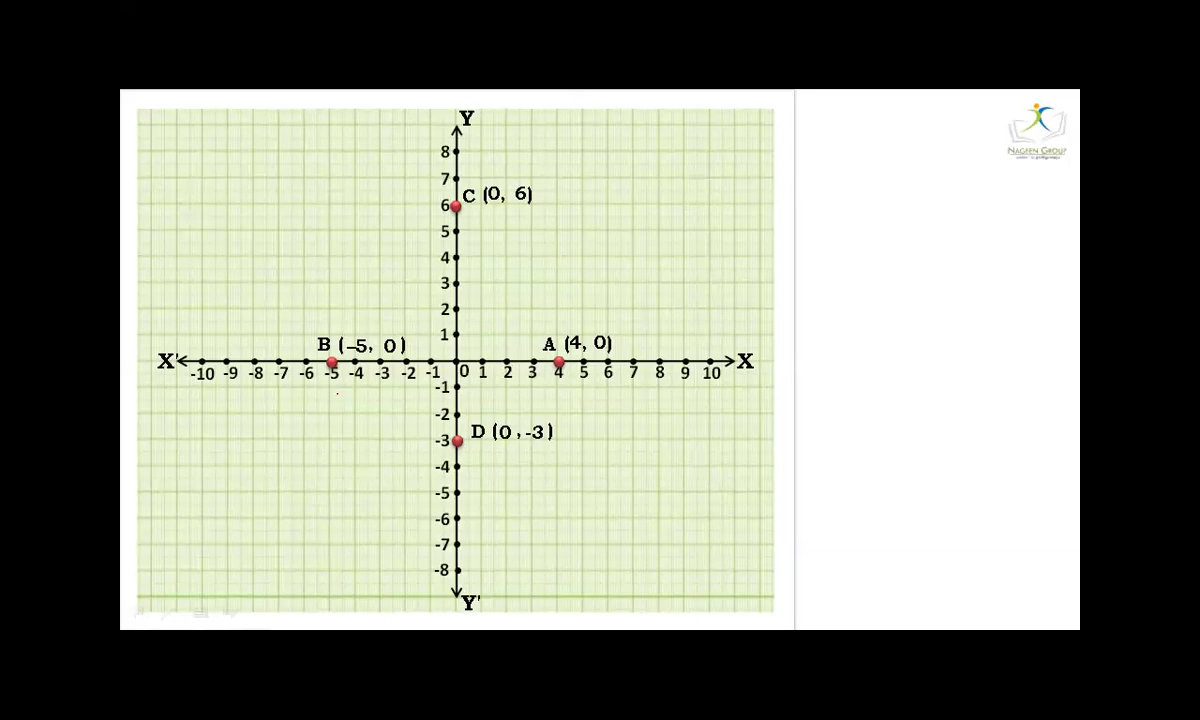 Y
NAGEEN GROUP
8
7
C (0, 6)
6
5
4
3
2
1
B (–5, 0)
A (4, 0)
X'
X
-10 -9 -8 -7 -6 -5 -4 -3 -2 -1 0 1 2 3 4 5 6 7 8 9 10
-1
-2
D (0, -3)
-3
-4
-5
-6
-7
-8
Y'